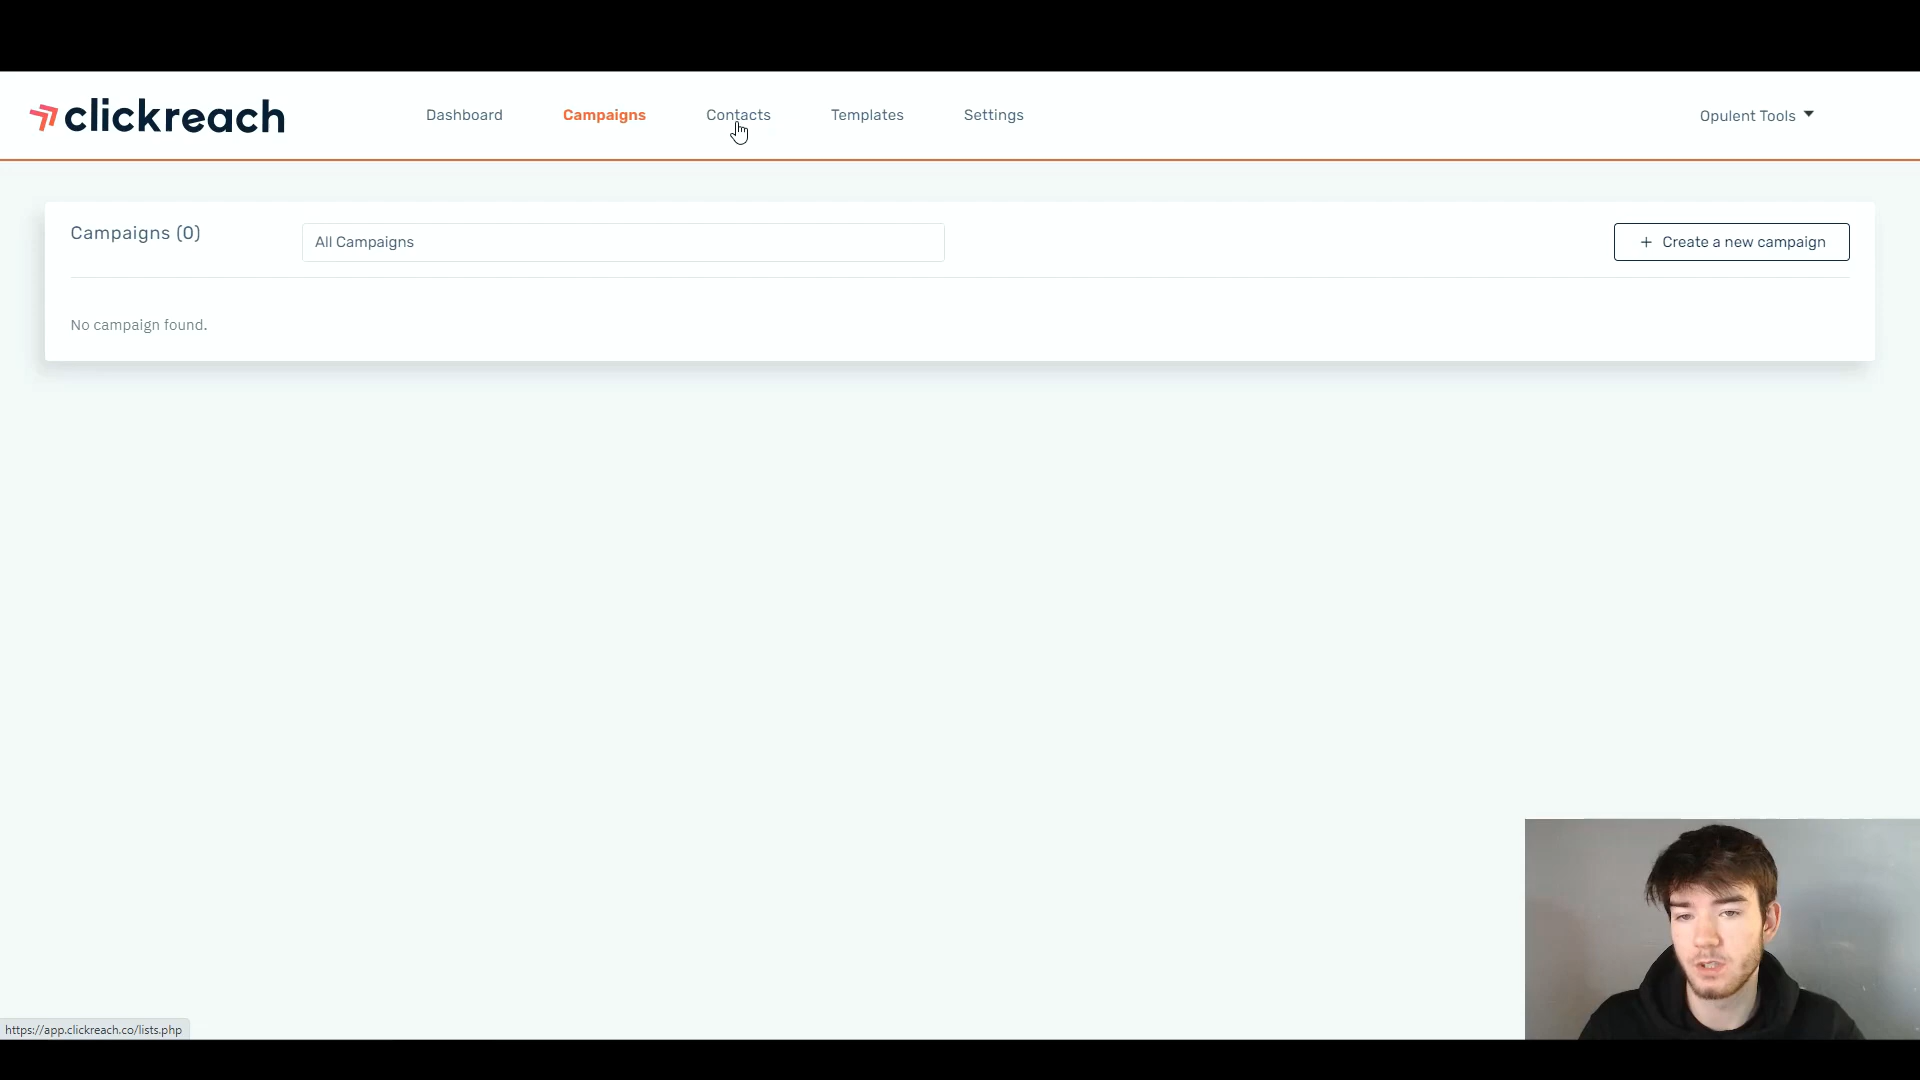 clickreach
Dashboard
Campaigns
Contacts
Templates
Settings
Opulent Tools
Campaigns (0)
All Campaigns
+ Create a new campaign
No campaign found.
https://app.clickreach.co/lists.php